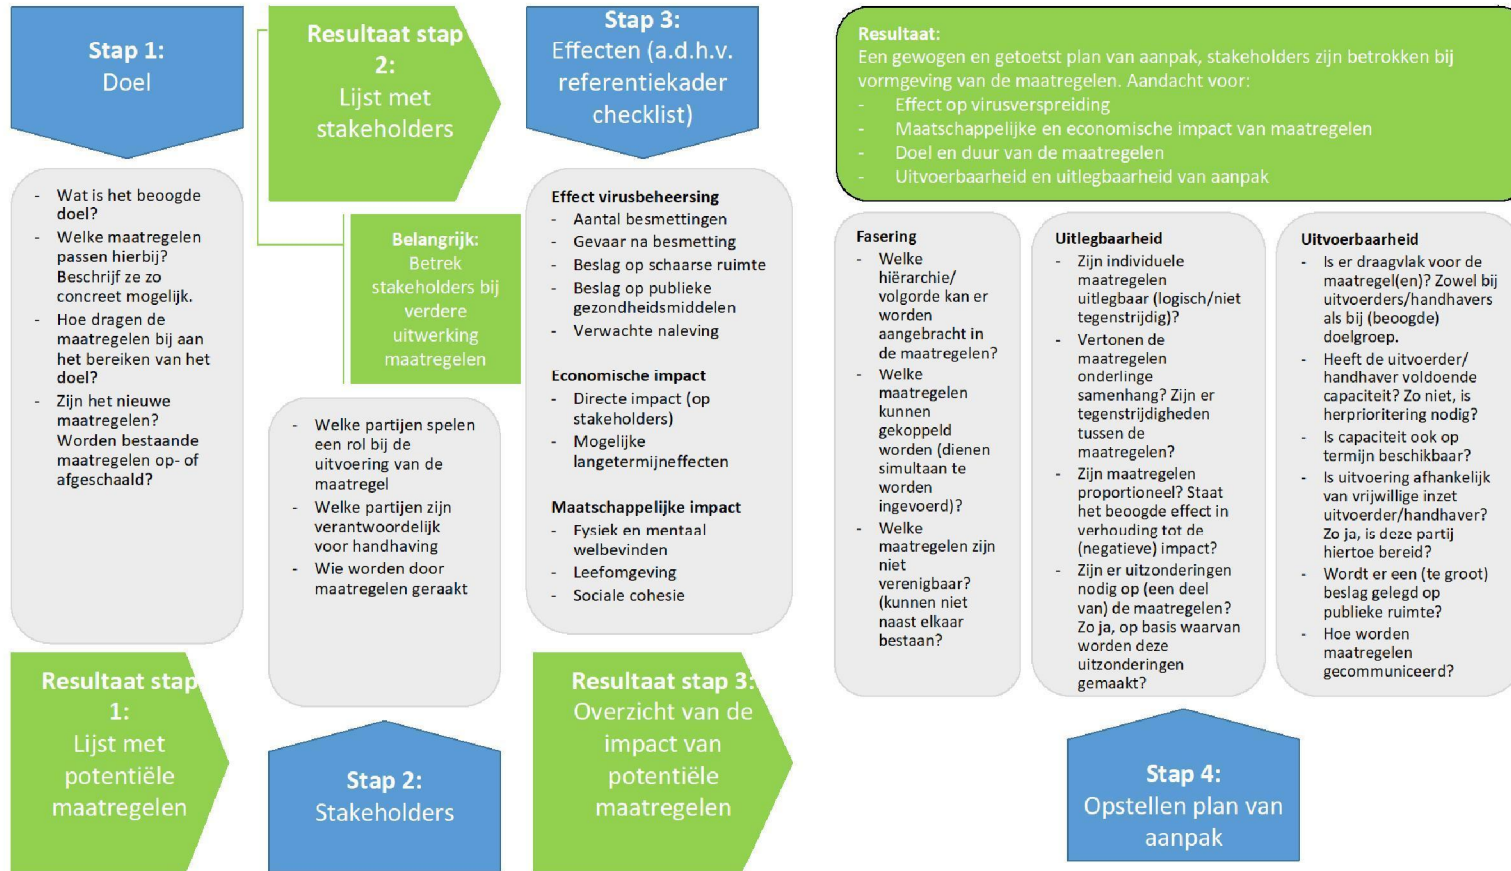 Stap 1:
Doel
- Wat is het beoogde
doel?
- Welke maatregelen
passen hierbij?
Beschrijf ze zo
concreet mogelijk.
- Hoe dragen de
maatregelen bij aan
het bereiken van het
doel?
- Zijn het nieuwe
maatregelen?
Worden bestaande
maatregelen op- of
afgeschaald?
Resultaat stap
1:
Lijst met
potentiële
maatregelen
Resultaat stap
2:
Lijst met
stakeholders
Belangrijk:
Betrek
stakeholders bij
verdere
uitwerking
maatregelen
- Welke partijen spelen
een rol bij de
uitvoering van de
maatregel
- Welke partijen zijn
verantwoordelijk
voor handhaving
- Wie worden door
maatregelen geraakt
Stap 2:
Stakeholders
Stap 3:
Effecten (a.d.h.v.
referentiekader
checklist)
Effect virusbeheersing
- Aantal besmettingen
- Gevaar na besmetting
- Beslag op schaarse ruimte
- Beslag op publieke
gezondheidsmiddelen
- Verwachte naleving
Economische impact
- Directe impact (op
stakeholders)
- Mogelijke
langetermijneffecten
Maatschappelijke impact
- Fysiek en mentaal
welbevinden
- Leefomgeving
- Sociale cohesie
Resultaat stap 3:
Overzicht van de
impact van
potentiële
maatregelen
Resultaat:
Een gewogen en getoetst plan van aanpak, stakeholders zijn betrokken bij
vormgeving van de maatregelen. Aandacht voor:
- Effect op virusverspreiding
- Maatschappelijke en economische impact van maatregelen
- Doel en duur van de maatregelen
- Uitvoerbaarheid en uitlegbaarheid van aanpak
Fasering
- Welke
hiërarchie/
volgorde kan er
worden
aangebracht in
de maatregelen?
- Welke
maatregelen
kunnen
gekoppeld
worden (dienen
simultaan te
worden
ingevoerd)?
- Welke
maatregelen zijn
niet
verenigbaar?
(kunnen niet
naast elkaar
bestaan?
Uitlegbaarheid
- Zijn individuele
maatregelen
uitlegbaar (logisch/niet
tegenstrijdig)?
- Vertonen de
maatregelen
onderlinge
samenhang? Zijn er
tegenstrijdigheden
tussen de
maatregelen?
- Zijn maatregelen
proportioneel? Staat
het beoogde effect in
verhouding tot de
(negatieve) impact?
- Zijn er uitzonderingen
nodig op (een deel
van) de maatregelen?
Zo ja, op basis waarvan
worden deze
uitzonderingen
gemaakt?
Uitvoerbaarheid
- Is er draagvlak voor de
maatregel(en)? Zowel bij
uitvoerders/handhavers
als bij (beoogde)
doelgroep.
- Heeft de uitvoerder/
handhaver voldoende
capaciteit? Zo niet, is
herprioritering nodig?
- Is capaciteit ook op
termijn beschikbaar?
- Is uitvoering afhankelijk
van vrijwillige inzet
uitvoerder/handhaver?
Zo ja, is deze partij
hiertoe bereid?
- Wordt er een (te groot)
beslag gelegd op
publieke ruimte?
- Hoe worden
maatregelen
gecommuniceerd?
Stap 4:
Opstellen plan van
aanpak